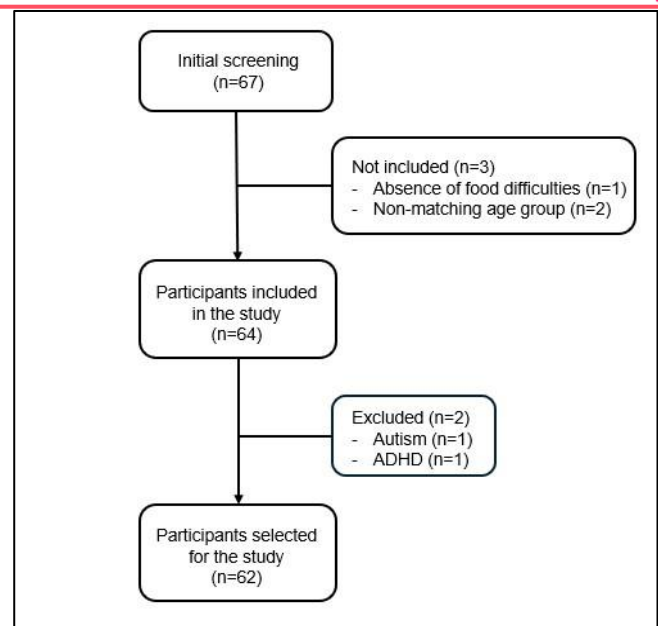 Initial screening
(n=67)
Not included (n=3)
- Absence of food difficulties (n=1)
- Non-matching age group (n=2)
Participants included
in the study
(n=64)
Excluded (n=2)
- Autism (n=1)
- ADHD (n=1)
Participants selected
for the study
(n=62)